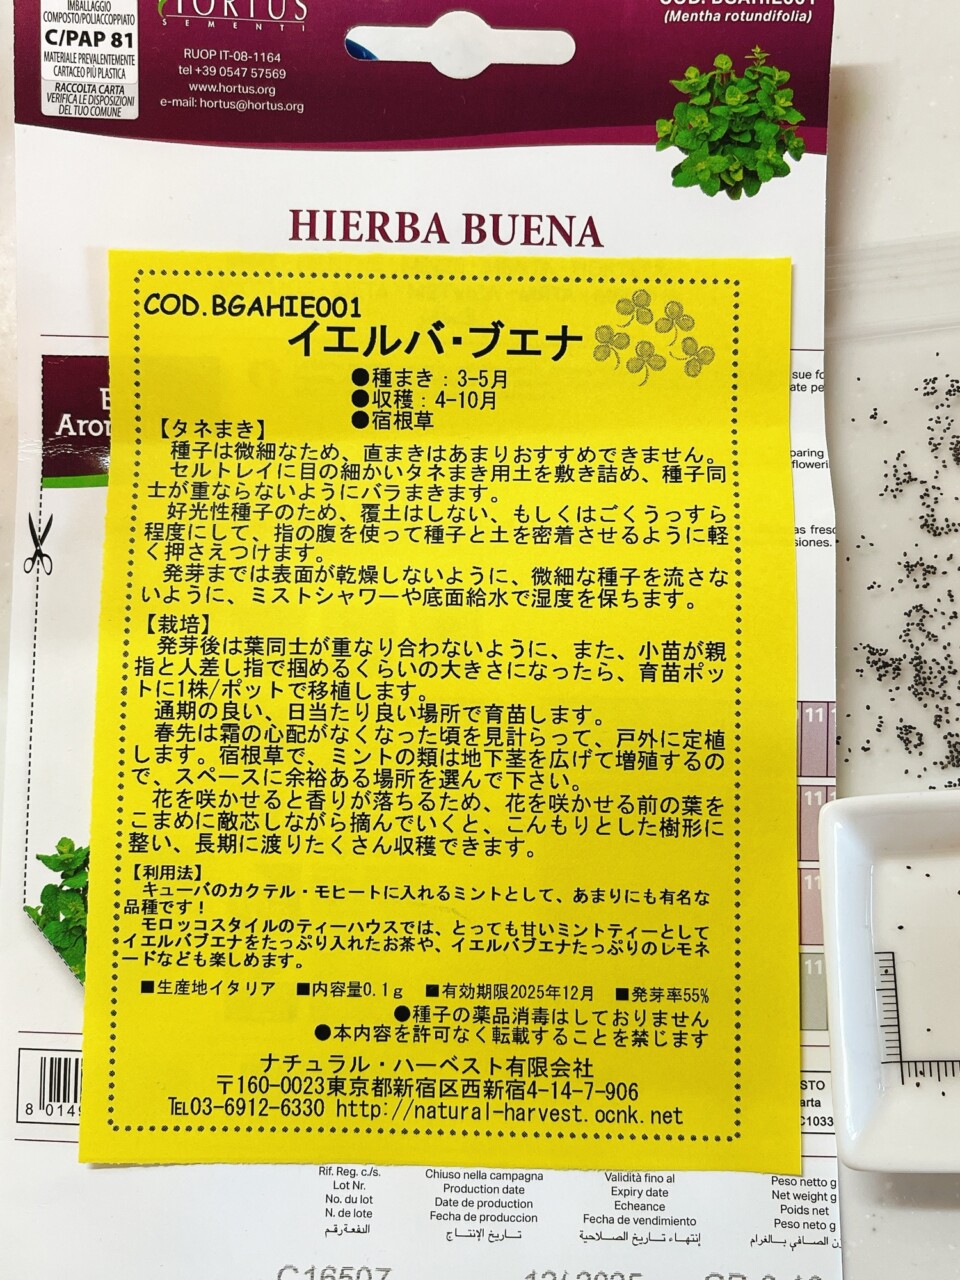 IMBALLAGGIO
COMPOSTO/POLIACCOPPIATO
C/PAP 81
MATERIALE PREVALENTEMENTE
CARTACEO PIÙ PLASTICA
RACCOLTA CARTA
VERIFICA LE DISPOSIZIONI
DEL TUO COMUNE
HORTUS
SEMENTI
RUOP IT-08-1164
tel +39 0547 57569
www.hortus.org
e-mail: hortus@hortus.org
COD. BGAHIE001
(Mentha rotundifolia)
HIERBA BUENA
COD.BGAHIE001
イエルバ・ブエナ
●種まき：3-5月
●収穫：4-10月
●宿根草
【タネまき】
種子は微細なため、直まきはあまりおすすめできません。
セルトレイに目の細かいタネまき用土を敷き詰め、種子同
士が重ならないようにバラまきます。
好光性種子のため、覆土はしない、もしくはごくうっすら
程度にして、指の腹を使って種子と土を密着させるように軽
く押さえつけます。
発芽までは表面が乾燥しないように、微細な種子を流さな
いように、ミストシャワーや底面給水で湿度を保ちます。
【栽培】
発芽後は葉同士が重なり合わないように、また、小苗が親
指と人差し指で掴めるくらいの大きさになったら、育苗ポッ
トに1株/ポットで移植します。
通期の良い、日当たり良い場所で育苗します。
春先は霜の心配がなくなった頃を見計らって、戸外に定植
します。宿根草で、ミントの類は地下茎を広げて増殖するの
で、スペースに余裕ある場所を選んで下さい。
花を咲かせると香りが落ちるため、花を咲かせる前の葉を
こまめに敵芯しながら摘んでいくと、こんもりとした樹形に
整い、長期に渡りたくさん収穫できます。
【利用法】
キューバのカクテル・モヒートに入れるミントとして、あまりにも有名な
品種です！
モロッコスタイルのティーハウスでは、とっても甘いミントティーとして
イエルバブエナをたっぷり入れたお茶や、イエルバブエナたっぷりのレモネ
ードなども楽しめます。
■生産地イタリア ■内容量0.1ｇ ■有効期限2025年12月 ■発芽率55%
●種子の薬品消毒はしておりません
●本内容を許可なく転載することを禁じます
ナチュラル・ハーベスト有限会社
〒160-0023東京都新宿区西新宿4-14-7-906
℡03-6912-6330 http://natural-harvest.ocnk.net
11
11
11
11
Rif. Reg. c./s.
Lot Nr.
No. du lot
N. de lote
الدفعة رقم
Chiuso nella campagna
Production date
Date de production
Fecha de produccion
تاريخ الإنتاج
Validità fino al
Expiry date
Echeance
Fecha de vendimiento
إنتهاء تاريخ الصلاحية
Peso netto g
Net weight g
Poids net
Peso neto g
C16507